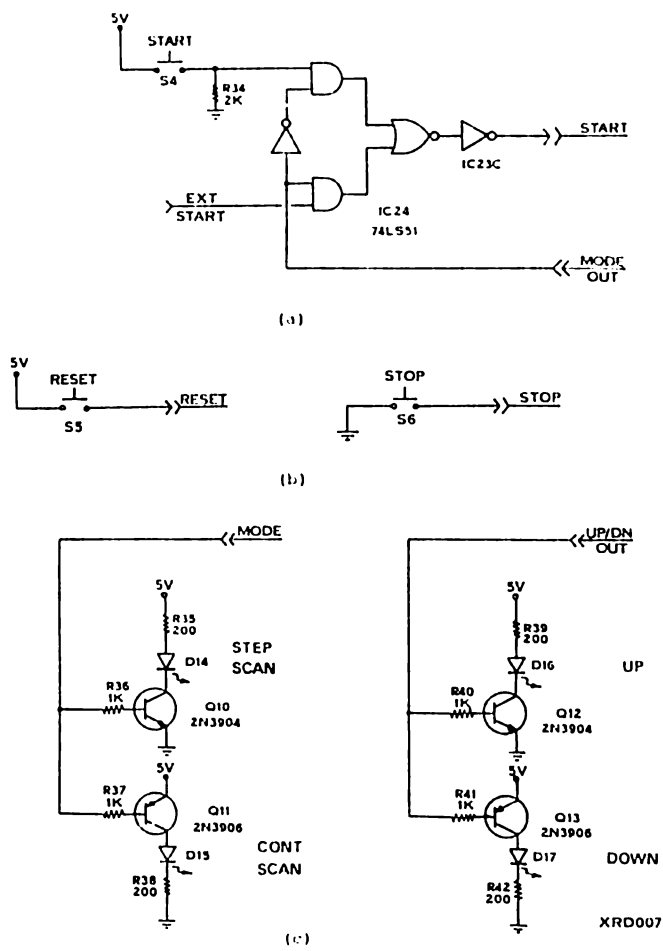 5V
START
S4
R34
2K
START
IC23C
EXT
START
IC24
74LS51
MODE
OUT
(a)
5V
RESET
RESET
S5
STOP
STOP
S6
(b)
MODE
5V
R35
200
STEP
SCAN
D14
R36
1K
Q10
2N3904
5V
R37
1K
Q11
2N3906
CONT
SCAN
D15
R38
200
UP/DN
OUT
5V
R39
200
D16
UP
R40
1K
Q12
2N3904
5V
R41
1K
Q13
2N3906
D17
DOWN
R42
200
XRD007
(c)